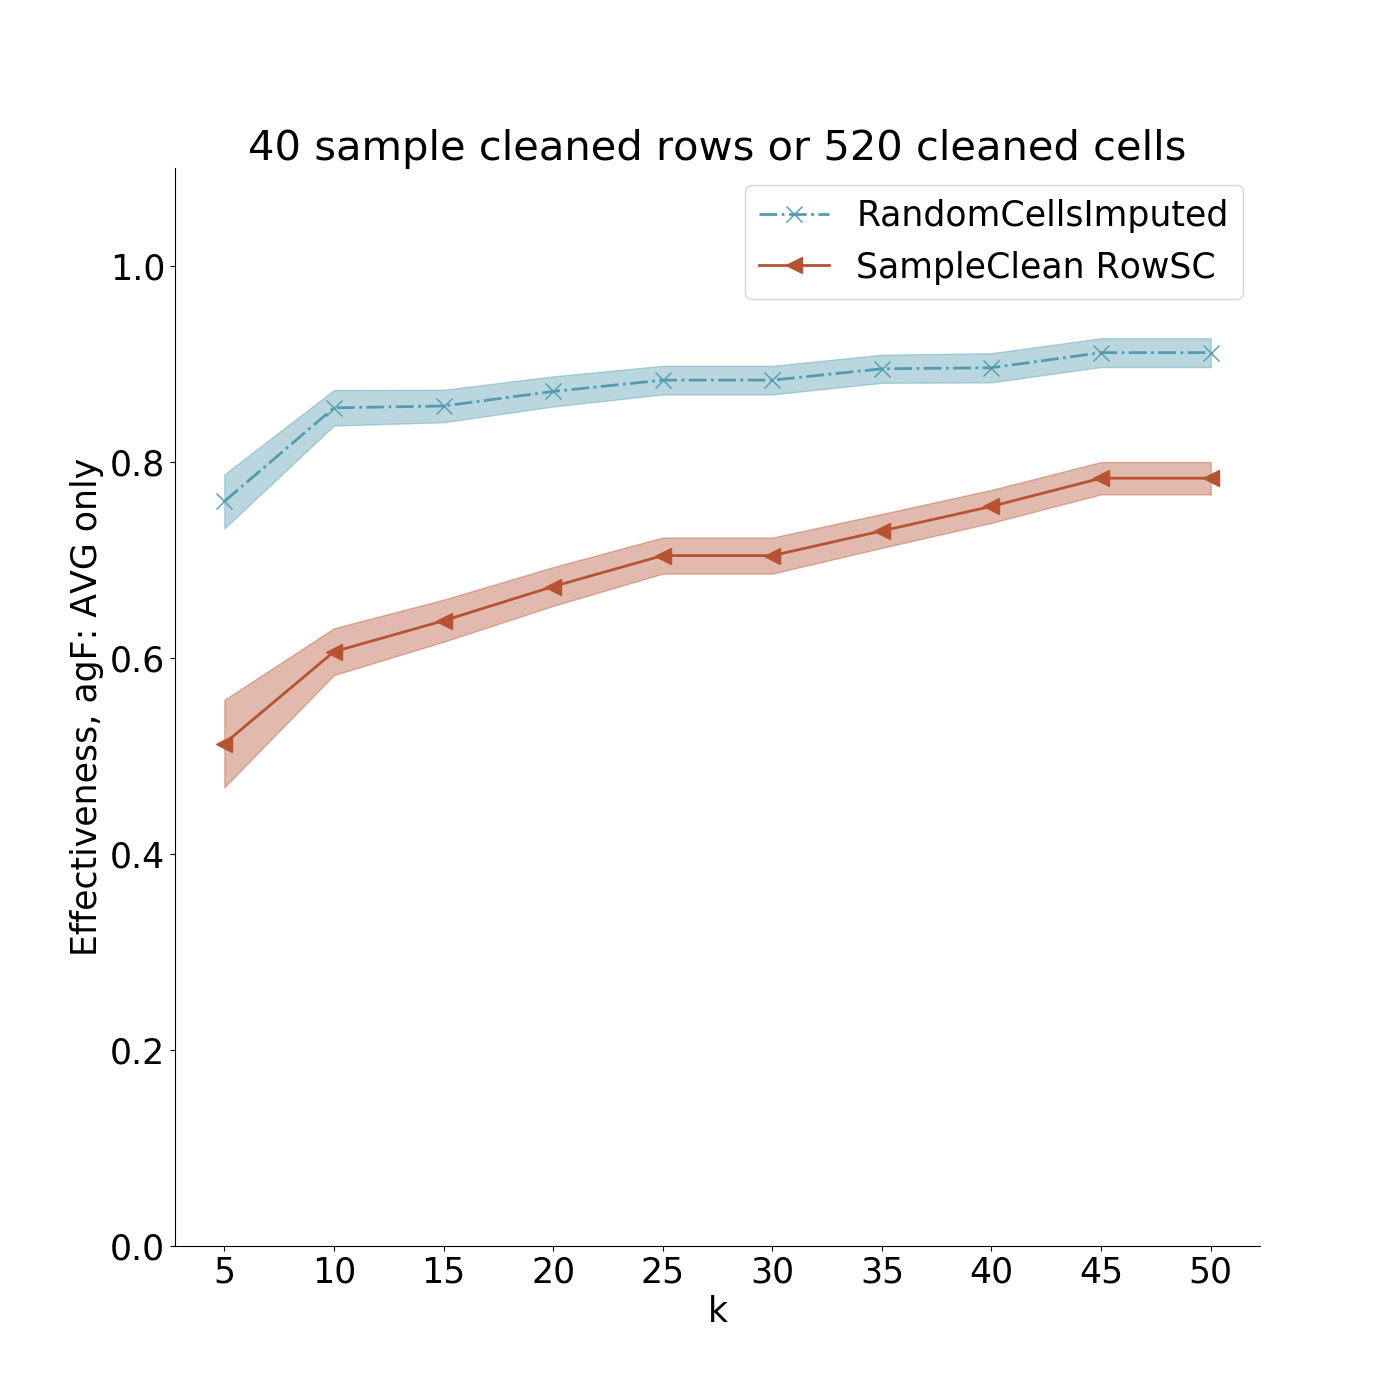 40 sample cleaned rows or 520 cleaned cells
RandomCellsImputed
SampleClean RowSC
Effectiveness, agF: AVG only
1.0
0.8
0.6
0.4
0.2
0.0
5 10 15 20 25 30 35 40 45 50
k